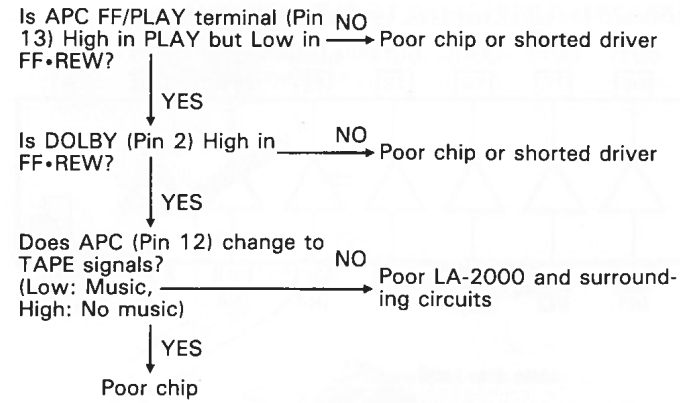 Is APC FF/PLAY terminal (Pin
13) High in PLAY but Low in
FF•REW?
NO
Poor chip or shorted driver
YES
Is DOLBY (Pin 2) High in
FF•REW?
NO
Poor chip or shorted driver
YES
Does APC (Pin 12) change to
TAPE signals?
(Low: Music,
High: No music)
NO
Poor LA-2000 and surround-
ing circuits
YES
Poor chip